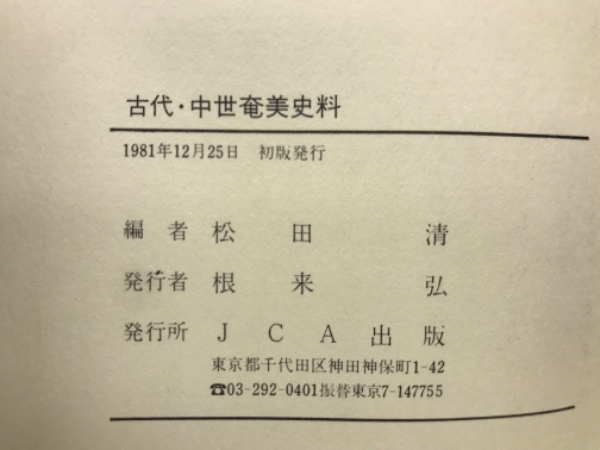 古代・中世奄美史料
1981年12月25日　初版発行
編者 松田 清
発行者 根来 弘
発行所 JCA出版
東京都千代田区神田神保町1-42
☎03-292-0401振替東京7-147755